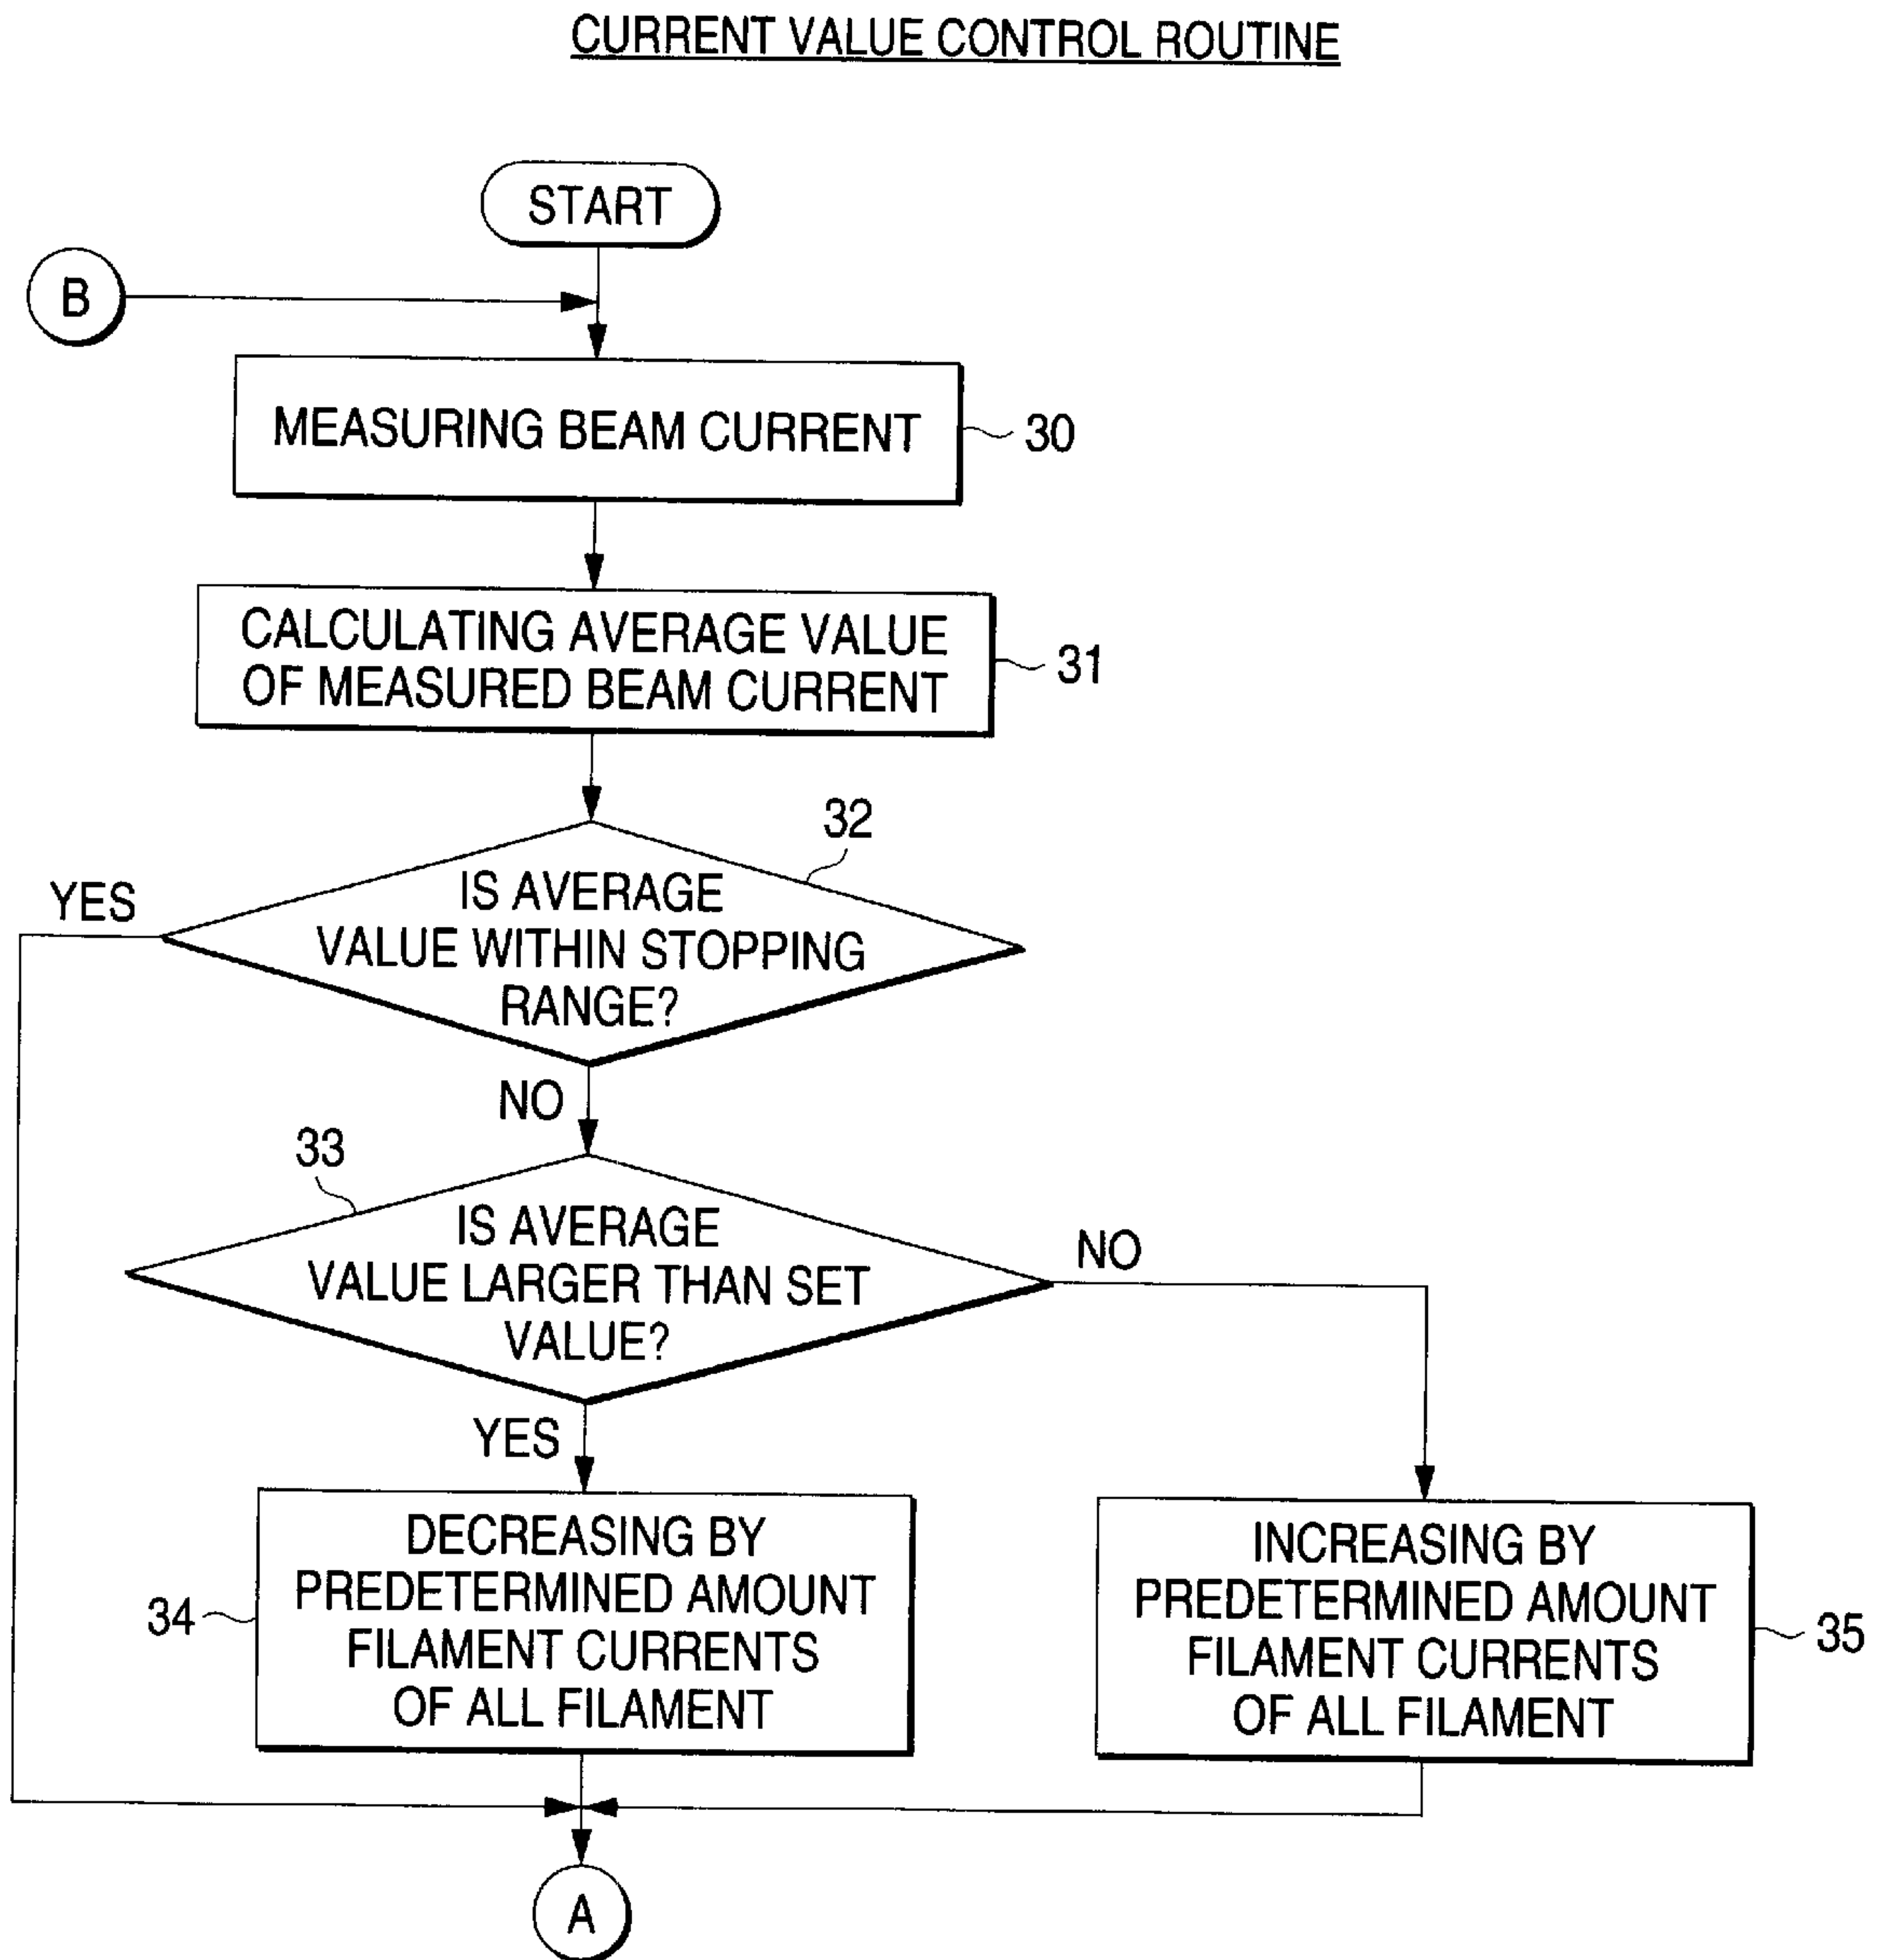 CURRENT VALUE CONTROL ROUTINE
START
B
MEASURING BEAM CURRENT
30
CALCULATING AVERAGE VALUE
OF MEASURED BEAM CURRENT
31
32
YES
IS AVERAGE
VALUE WITHIN STOPPING
RANGE?
NO
33
IS AVERAGE
VALUE LARGER THAN SET
VALUE?
NO
YES
DECREASING BY
PREDETERMINED AMOUNT
FILAMENT CURRENTS
OF ALL FILAMENT
34
INCREASING BY
PREDETERMINED AMOUNT
FILAMENT CURRENTS
OF ALL FILAMENT
35
A